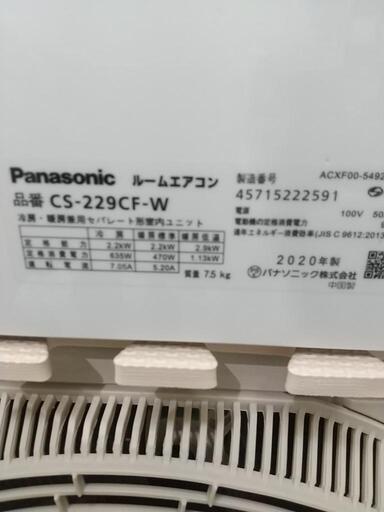 Panasonic ルームエアコン
品番 CS-229CF-W
冷房・暖房兼用セパレート形室内ユニット
冷房 暖房標準 暖房低温
定格能力 2.2kW 2.2kW 2.9kW
定格消費電力 635W 470W 1.13kW
運転電流 7.05A 5.20A
質量 7.5 kg
ACXF00-5492
製造番号
45715222591
電源 100V 50
電動機の定格消費電力
通年エネルギー消費効率(JIS C 9612:2013
2020年製
パナソニック株式会社
中国製